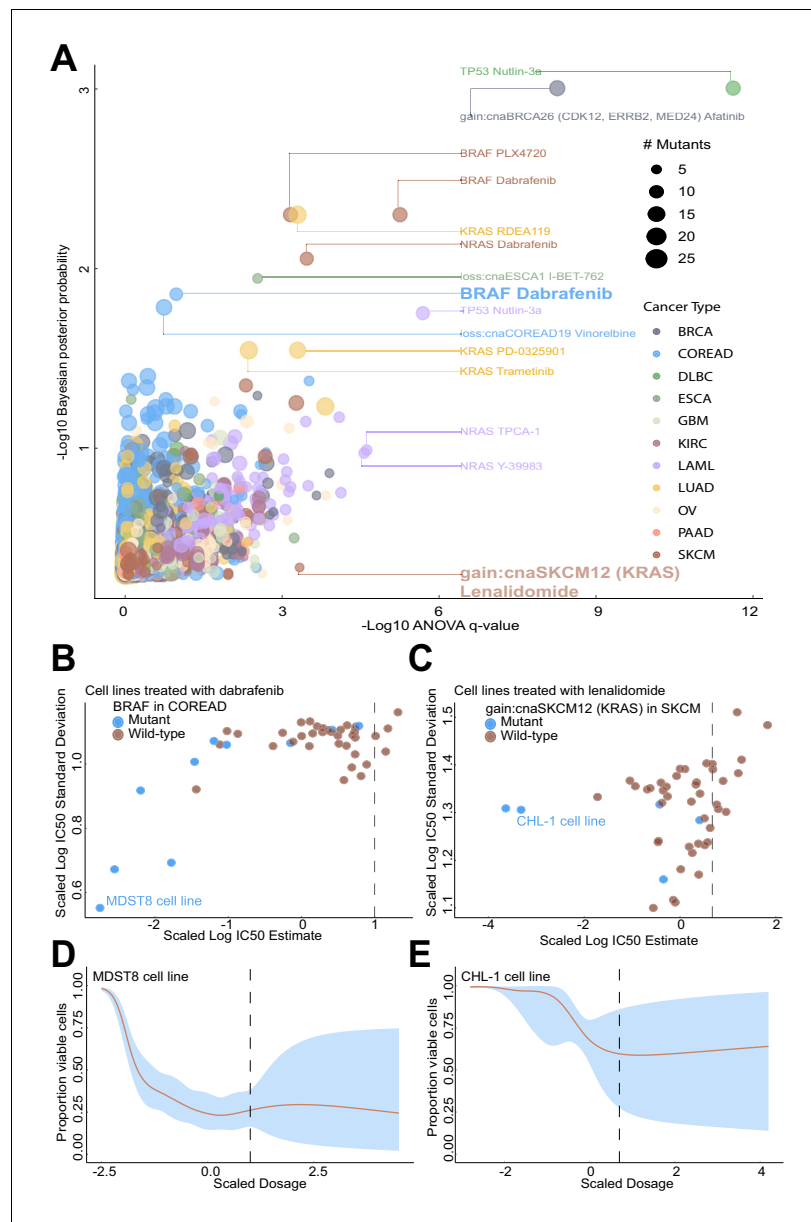 A
TP53 Nutlin-3a
gain:cnaBRCA26 (CDK12, ERRB2, MED24) Afatinib
BRAF PLX4720
BRAF Dabrafenib
KRAS RDEA119
NRAS Dabrafenib
loss:cnaESCA1 I-BET-762
BRAF Dabrafenib
TP53 Nutlin-3a
loss:cnaCOREAD19 Vinorelbine
KRAS PD-0325901
KRAS Trametinib
NRAS TPCA-1
NRAS Y-39983
gain:cnaSKCM12 (KRAS)
Lenalidomide
# Mutants
5
10
15
20
25
Cancer Type
BRCA
COREAD
DLBC
ESCA
GBM
KIRC
LAML
LUAD
OV
PAAD
SKCM
-Log10 Bayesian posterior probability
3
2
1
0 3 6 9 12
-Log10 ANOVA q-value
B
Cell lines treated with dabrafenib
BRAF in COREAD
Mutant
Wild-type
MDST8 cell line
Scaled Log IC50 Standard Deviation
1.0
0.8
0.6
-2 -1 0 1
Scaled Log IC50 Estimate
C
Cell lines treated with lenalidomide
gain:cnaSKCM12 (KRAS) in SKCM
Mutant
Wild-type
CHL-1 cell line
Scaled Log IC50 Standard Deviation
1.5
1.4
1.3
1.2
1.1
-4 -2 0 2
Scaled Log IC50 Estimate
D
MDST8 cell line
Proportion viable cells
1.00
0.75
0.50
0.25
0.00
-2.5 0.0 2.5
Scaled Dosage
E
CHL-1 cell line
Proportion viable cells
1.00
0.75
0.50
0.25
0.00
-2 0 2 4
Scaled Dosage